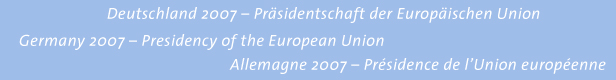 Deutschland 2007 – Präsidentschaft der Europäischen Union
Germany 2007 – Presidency of the European Union
Allemagne 2007 – Présidence de l'Union européenne